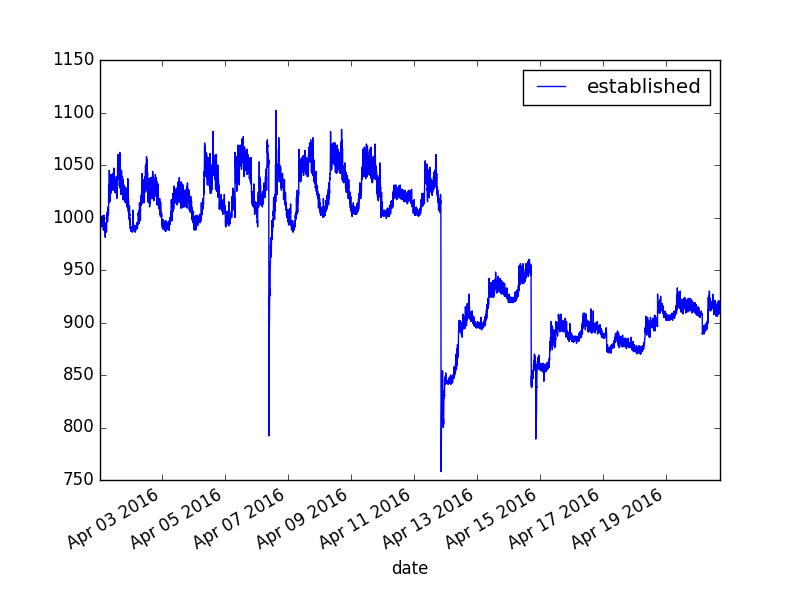 1150
established
1100
1050
1000
950
900
850
800
750
Apr 03 2016
Apr 05 2016
Apr 07 2016
Apr 09 2016
Apr 11 2016
Apr 13 2016
Apr 15 2016
Apr 17 2016
Apr 19 2016
date